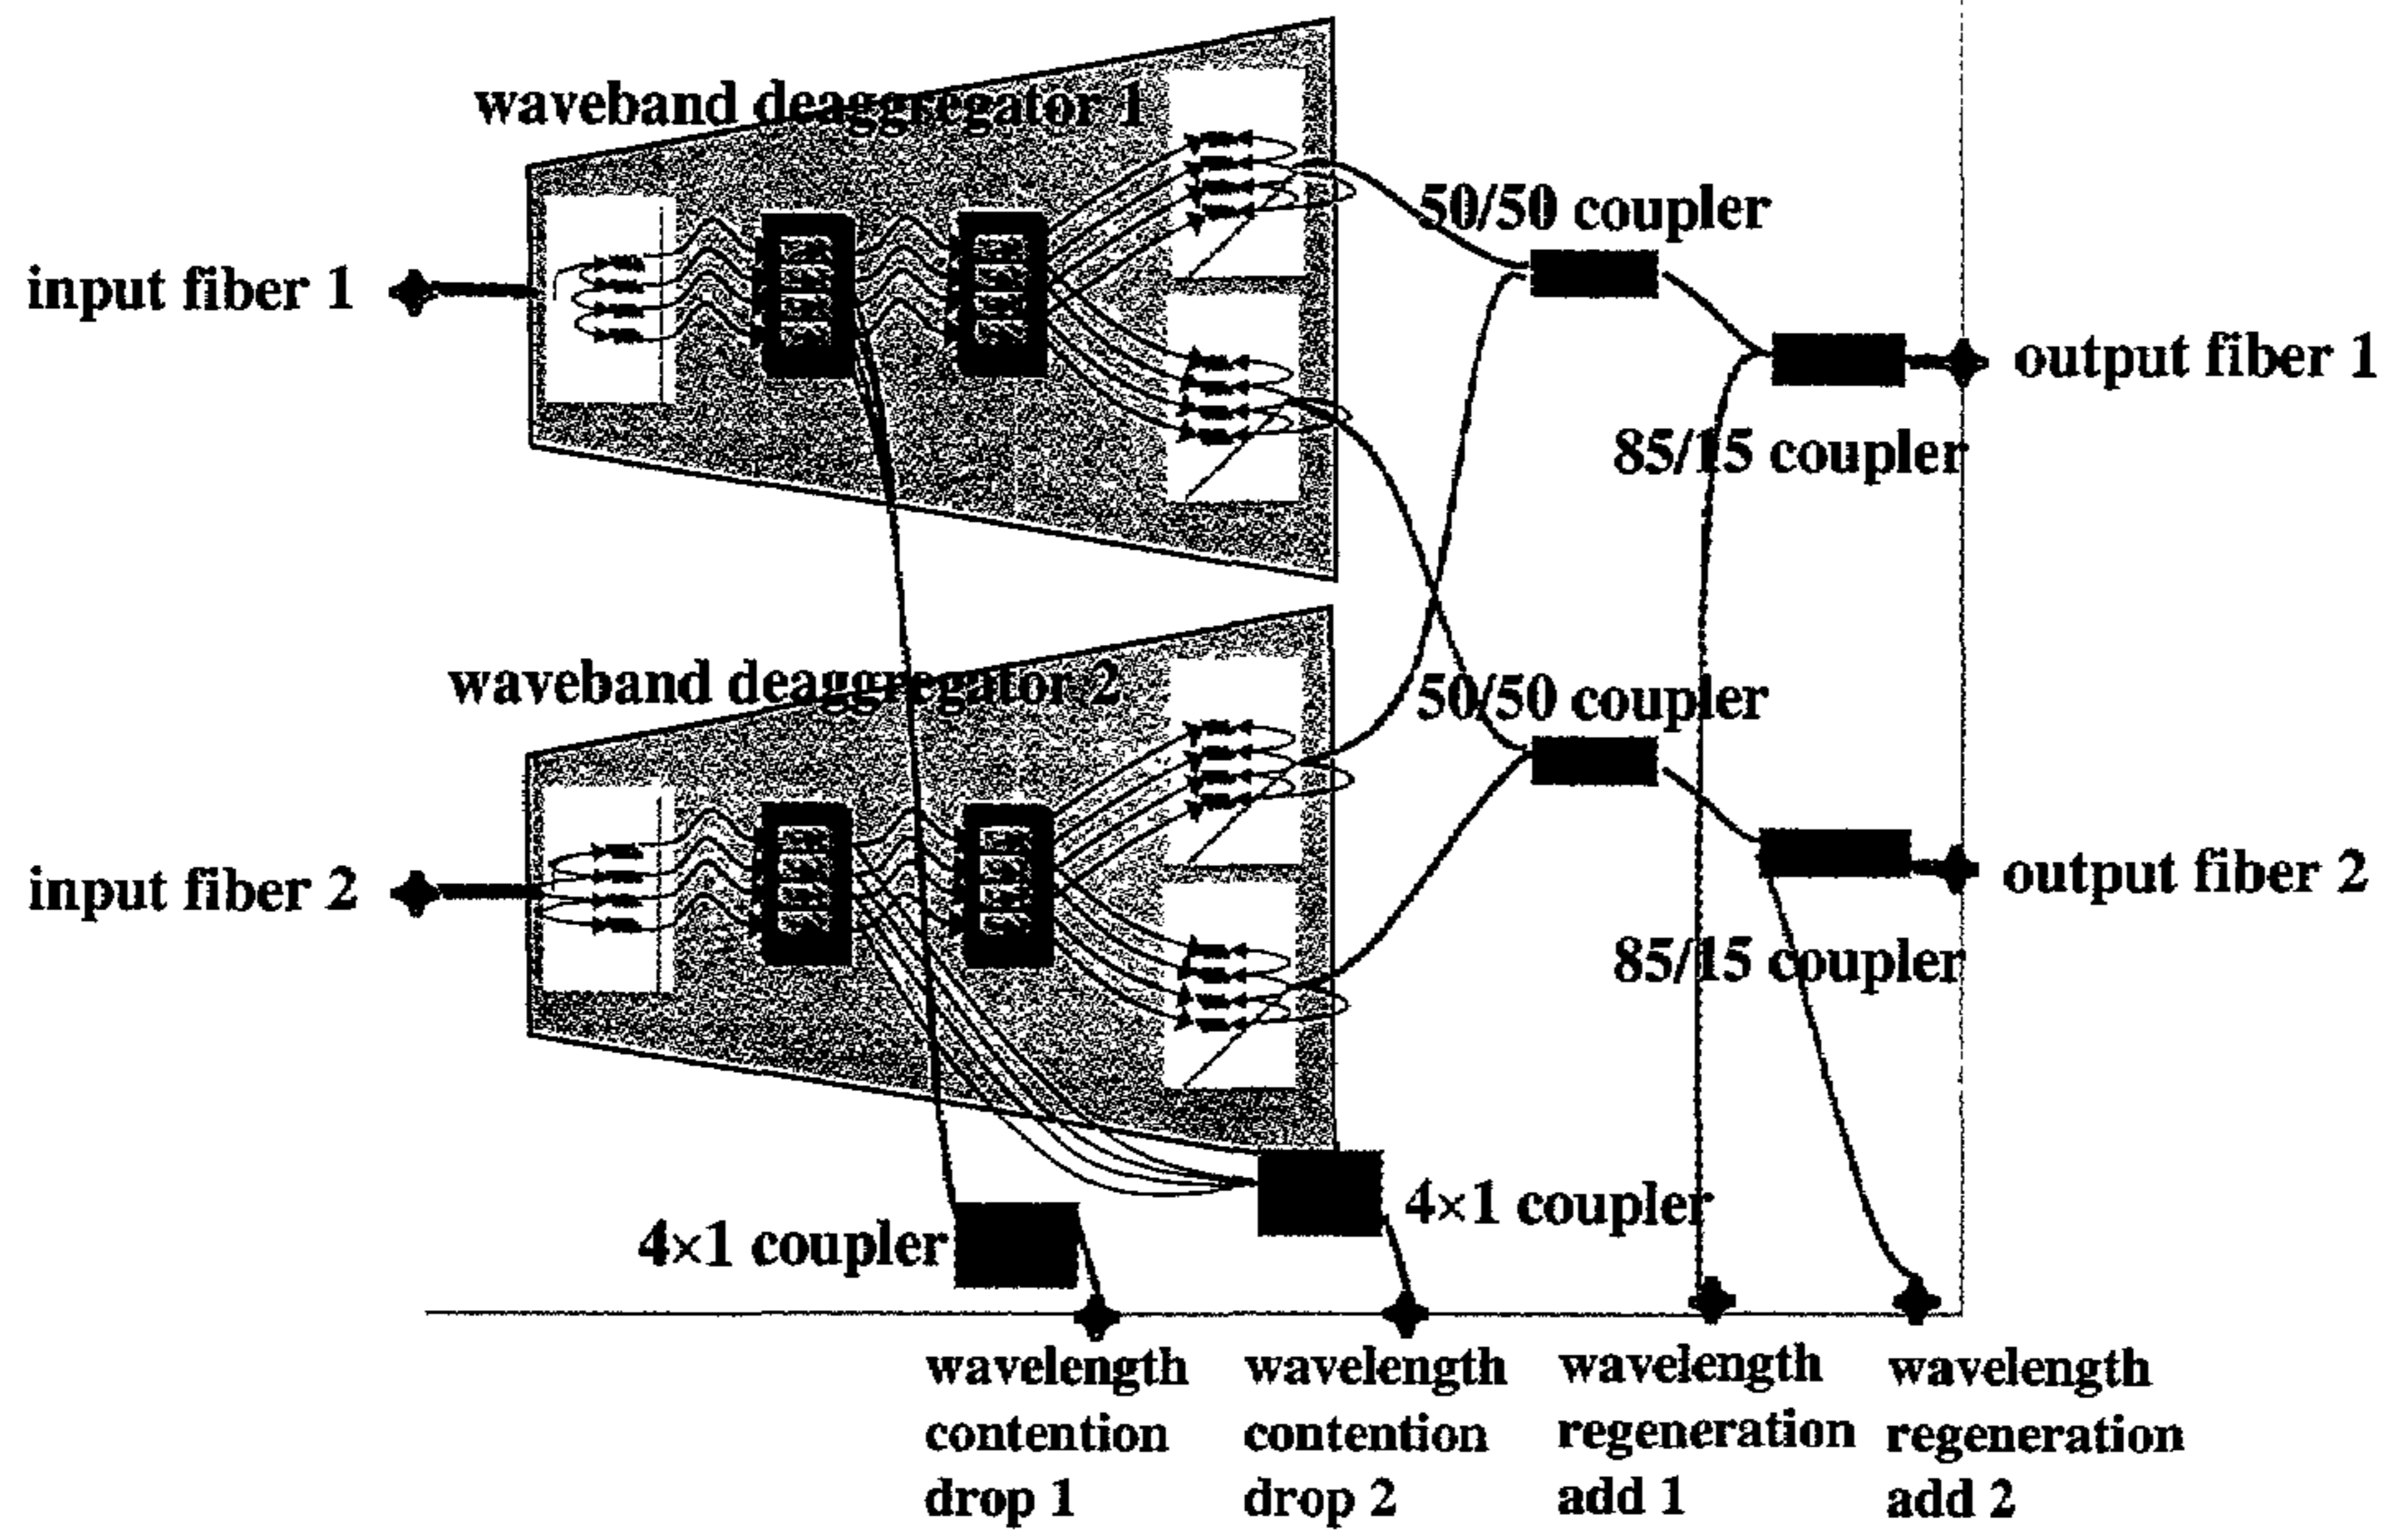 waveband deaggregator 1
50/50 coupler
input fiber 1
output fiber 1
85/15 coupler
waveband deaggregator 2
50/50 coupler
input fiber 2
output fiber 2
85/15 coupler
4×1 coupler
4×1 coupler
wavelength
contention
drop 1
wavelength
contention
drop 2
wavelength
regeneration
add 1
wavelength
regeneration
add 2